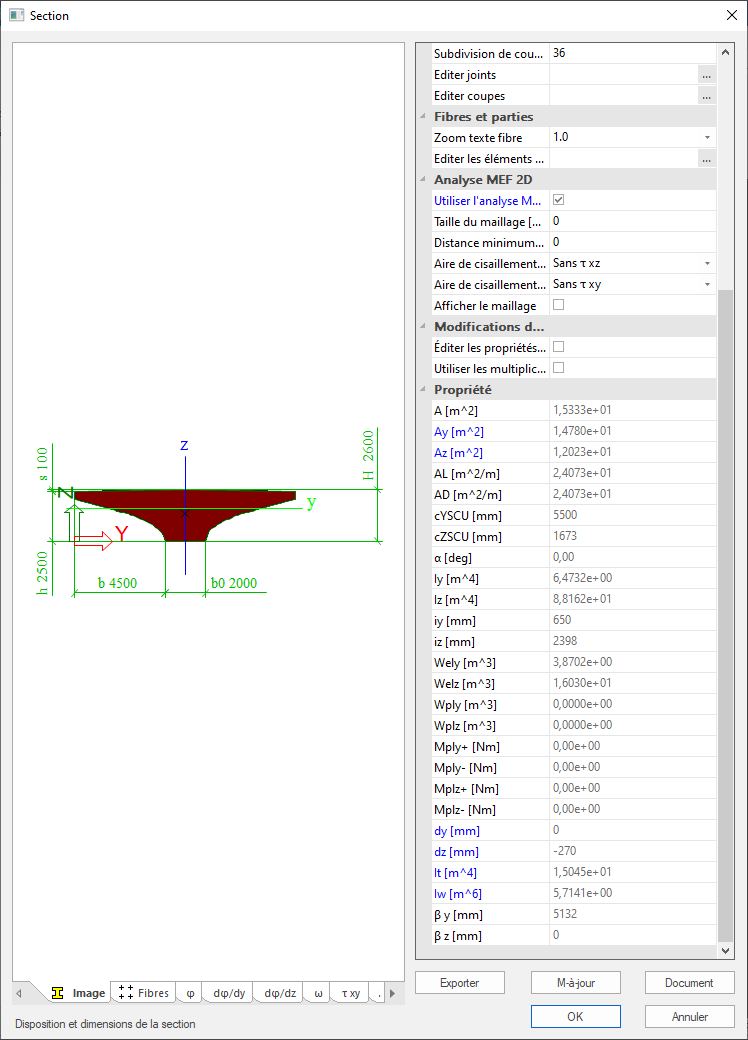 Section
z
H 2600
s 100
N
y
Y
h 2500
b 4500
b0 2000
Image
Fibres
φ
dφ/dy
dφ/dz
ω
τ xy
Disposition et dimensions de la section
Subdivision de cou... 36
Editer joints ...
Editer coupes ...
Fibres et parties
Zoom texte fibre 1.0
Editer les éléments ... ...
Analyse MEF 2D
Utiliser l'analyse M...
Taille du maillage [... 0
Distance minimum... 0
Aire de cisaillement... Sans τ xz
Aire de cisaillement... Sans τ xy
Afficher le maillage
Modifications d...
Éditer les propriétés...
Utiliser les multiplic...
Propriété
A [m^2] 1,5333e+01
Ay [m^2] 1,4780e+01
Az [m^2] 1,2023e+01
AL [m^2/m] 2,4073e+01
AD [m^2/m] 2,4073e+01
cYSCU [mm] 5500
cZSCU [mm] 1673
α [deg] 0,00
Iy [m^4] 6,4732e+00
Iz [m^4] 8,8162e+01
iy [mm] 650
iz [mm] 2398
Wely [m^3] 3,8702e+00
Welz [m^3] 1,6030e+01
Wply [m^3] 0,0000e+00
Wplz [m^3] 0,0000e+00
Mply+ [Nm] 0,00e+00
Mply- [Nm] 0,00e+00
Mplz+ [Nm] 0,00e+00
Mplz- [Nm] 0,00e+00
dy [mm] 0
dz [mm] -270
It [m^4] 1,5045e+01
Iw [m^6] 5,7141e+00
β y [mm] 5132
β z [mm] 0
Exporter
M-à-jour
Document
OK
Annuler